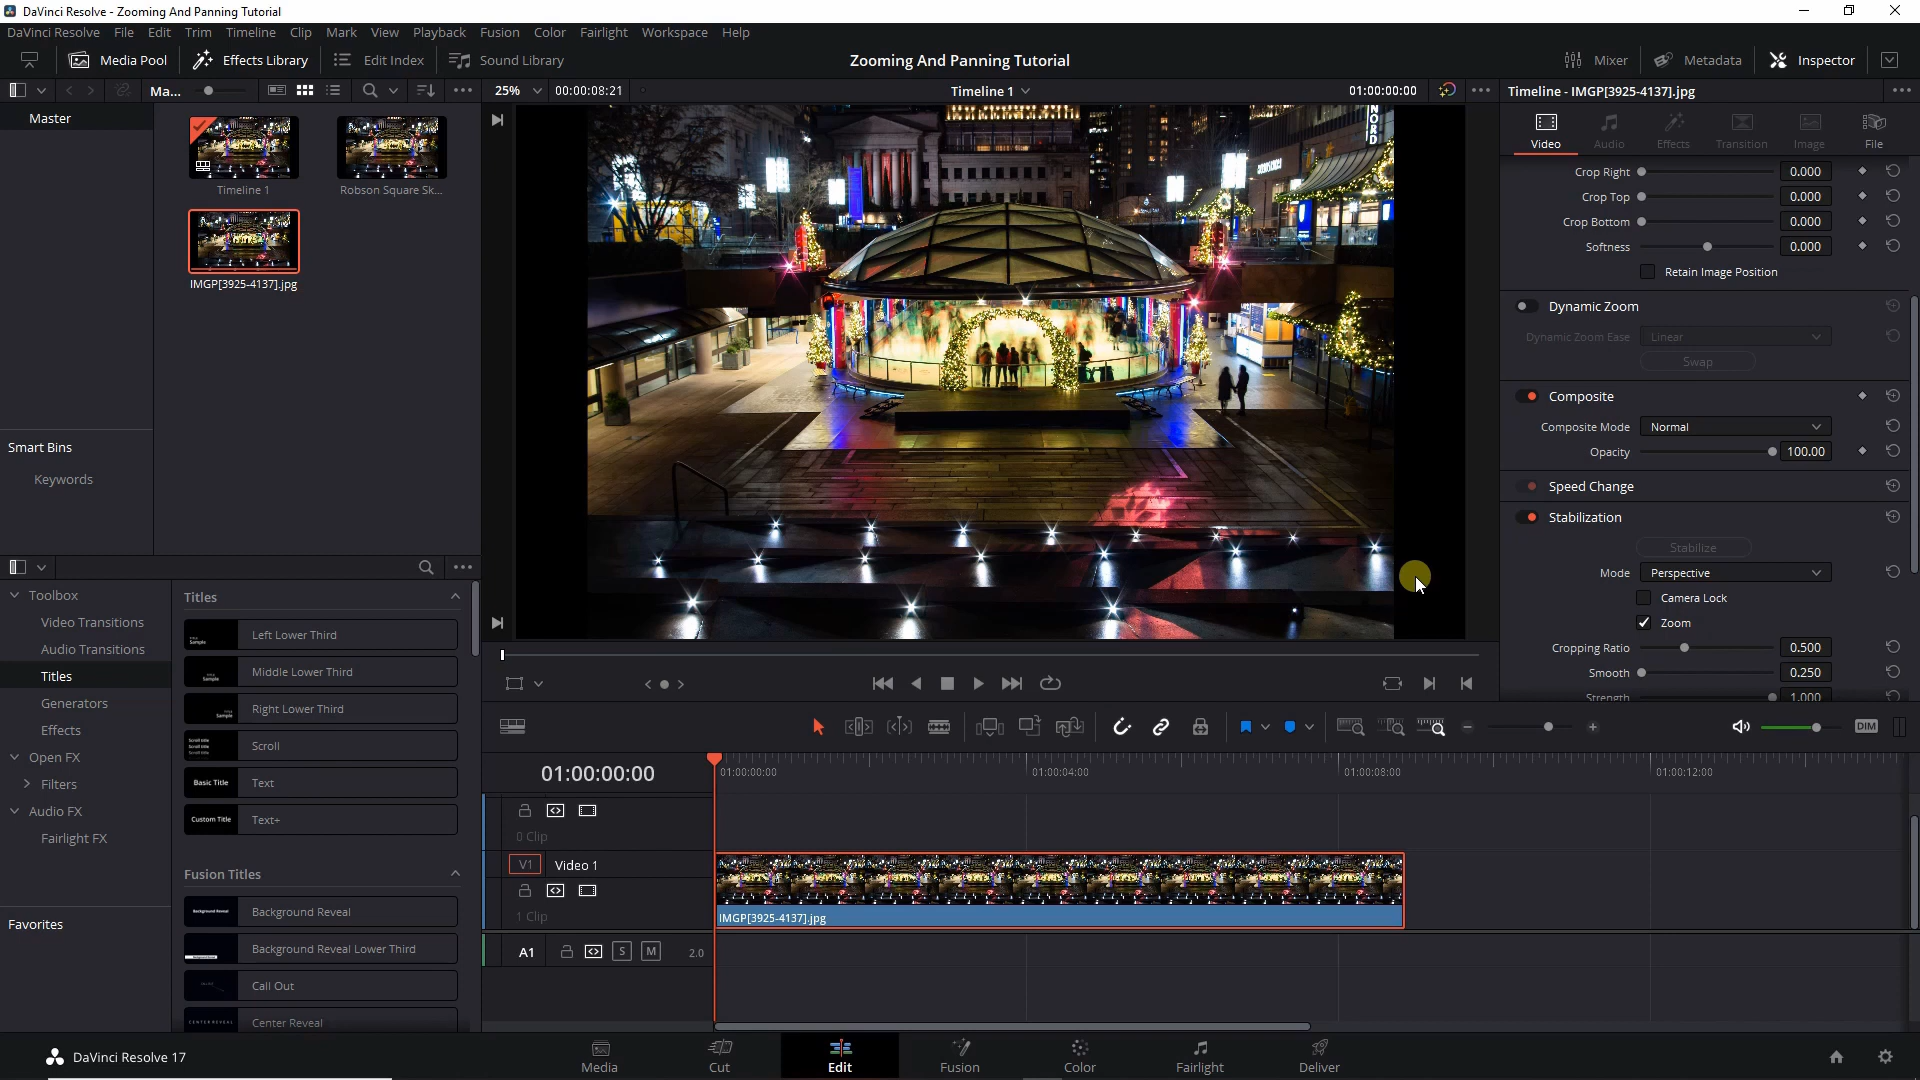 DaVinci Resolve - Zooming And Panning Tutorial
DaVinci Resolve File Edit Trim Timeline Clip Mark View Playback Fusion Color Fairlight Workspace Help
Media Pool Effects Library Edit Index Sound Library Zooming And Panning Tutorial Mixer Metadata Inspector
Ma... 25% 00:00:08:21 Timeline 1 01:00:00:00 Timeline - IMGP[3925-4137].jpg
Master
Timeline 1
Robson Square Sk...
IMGP[3925-4137].jpg
Smart Bins
Keywords
NORD
Video Audio Effects Transition Image File
Crop Right 0.000
Crop Top 0.000
Crop Bottom 0.000
Softness 0.000
Retain Image Position
Dynamic Zoom
Dynamic Zoom Ease Linear
Swap
Composite
Composite Mode Normal
Opacity 100.00
Speed Change
Stabilization
Stabilize
Mode Perspective
Camera Lock
Zoom
Cropping Ratio 0.500
Smooth 0.250
Strength 1.000
Toolbox
Video Transitions
Audio Transitions
Titles
Generators
Effects
Open FX
Filters
Audio FX
Fairlight FX
Favorites
Titles
Left Lower Third
Middle Lower Third
Right Lower Third
Scroll
Basic Title Text
Custom Title Text+
Fusion Titles
Background Reveal
Background Reveal Lower Third
Call Out
CENTER REVEAL Center Reveal
DIM
01:00:00:00 01:00:00:00 01:00:04:00 01:00:08:00 01:00:12:00
0 Clip
V1 Video 1
1 Clip
IMGP[3925-4137].jpg
A1 S M 2.0
DaVinci Resolve 17
Media Cut Edit Fusion Color Fairlight Deliver